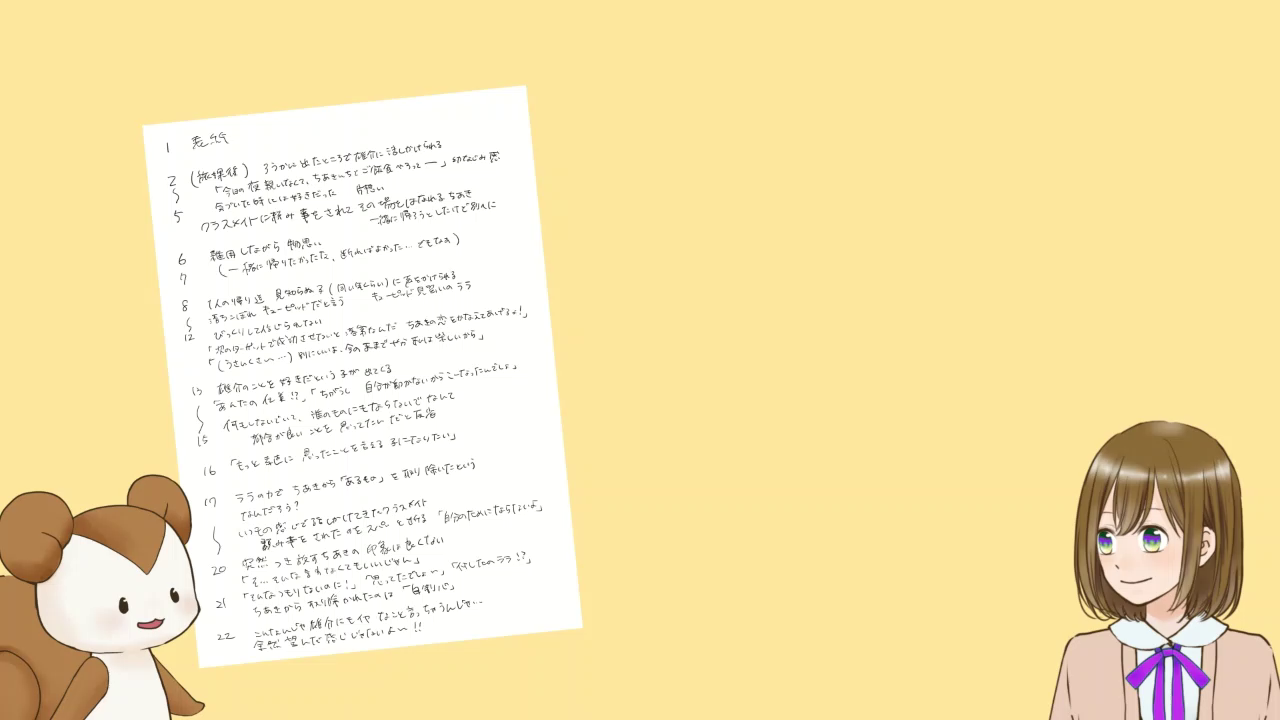 1 表紙
2 (放課後) ろうかに出たところで雄介に話しかけられる
「今日の夜親いなくて、ちあきんちとご飯食べろってー」幼なじみ
〜 気づいた時には好きだった 片想い
5 クラスメイトに頼み事をされてその場をはなれるちあき
一緒に帰ろうとしたけど別々に
6 雑用しながら物思い
7 (一緒に帰りたかったな、断ればよかった…でもなぁ)
8 1人の帰り道 見知らぬ子(同い年くらい)に声をかけられる
〜 落ちこぼれキューピッドだと言う キューピッド見習いのララ
12 びっくりして信じられない
「次のターゲットで成功させないと落第なんだ ちあきの恋をかなえてあげるよ!」
「(うさんくさい〜…)別にいいよ、今のままでやかすれば楽しいから」
13 雄介のことを好きだという子が出てくる
「あんたの仕業!?」「ちがうし 自分が動かないからこーなったんでしょ」
〜 何もしないでいて、誰のものにもならないでなんて
15 都合が良いことを思ってたんだと反省
16 「もっと素直に思ったことを言える子になりたい」
17 ララの力でちあきから「あるもの」を取り除いたという
なんだろう?
〜 いつもの感じで話しかけてきたクラスメイト
頼み事をされたのをスパッと断る「自分のためにならないよ」
20 突然つき放すちあきの印象は良くない
「そ…そんな言わなくてもいいじゃん」
「そんなつもりないのに!」「思ってたでしょ〜」「何したのララ!?」
21 ちあきから取り除かれたのは「自制心」
22 こんなんじゃ雄介にもイヤなこと言っちゃうんじゃ…
全然望んだ感じじゃないよ〜!!